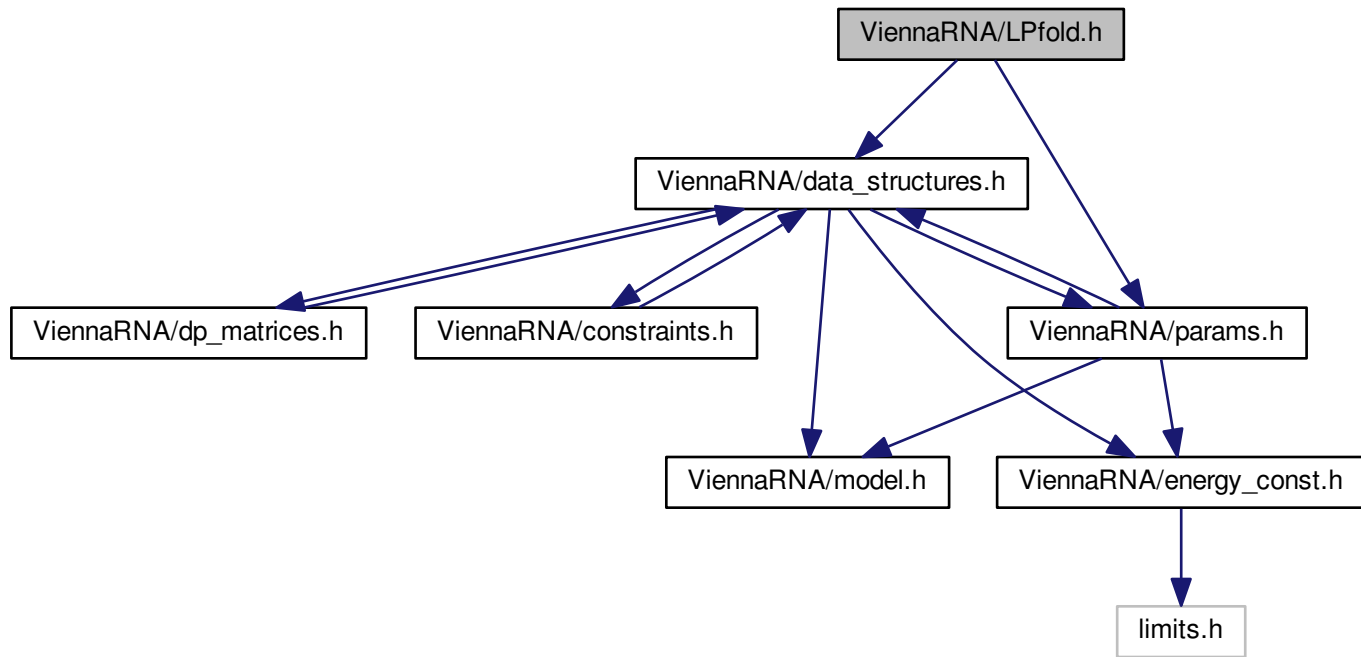 ViennaRNA/LPfold.h
ViennaRNA/data_structures.h
ViennaRNA/dp_matrices.h
ViennaRNA/constraints.h
ViennaRNA/params.h
ViennaRNA/model.h
ViennaRNA/energy_const.h
limits.h